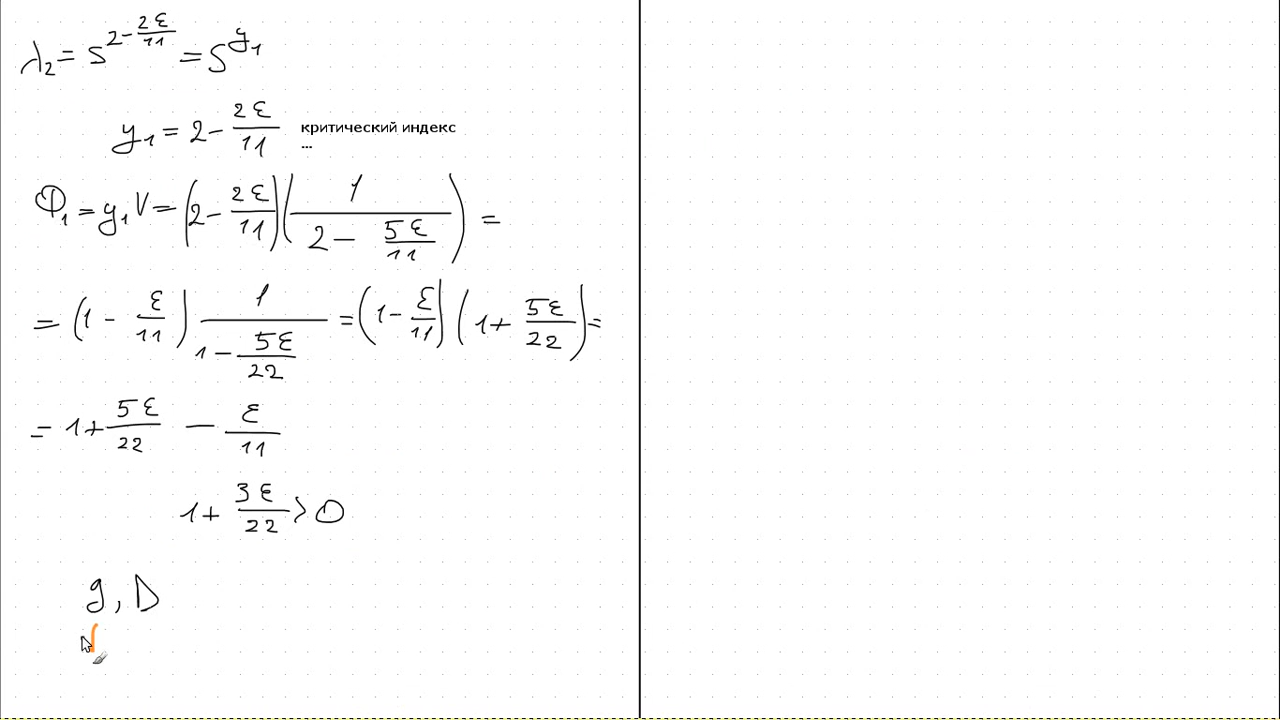 λ₂ = S^(2 - 2ε/11) = S^(y₁)
y₁ = 2 - 2ε/11 критический индекс
...
Φ₁ = y₁ V = (2 - 2ε/11)(1/(2 - 5ε/11)) =
= (1 - ε/11) 1/(1 - 5ε/22) = (1 - ε/11)(1 + 5ε/22) =
= 1 + 5ε/22 - ε/11
1 + 3ε/22 > 0
g, D